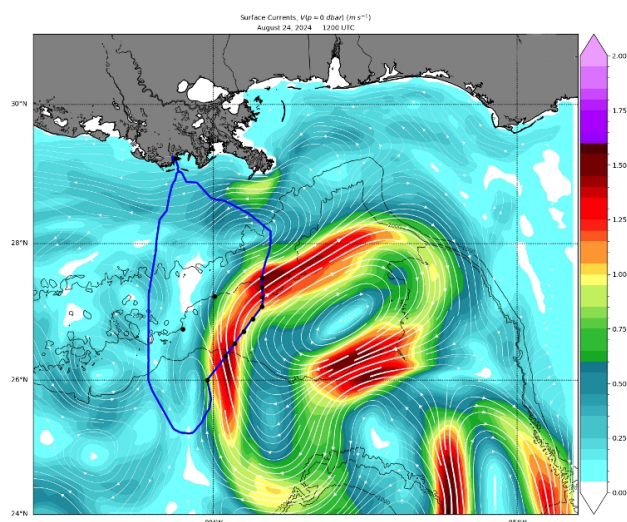 Surface Currents, V(p = 0 dbar) (m s⁻¹)
August 24, 2024 1200 UTC
30°N
28°N
26°N
24°N
2.00
1.75
1.50
1.25
1.00
0.75
0.50
0.25
0.00